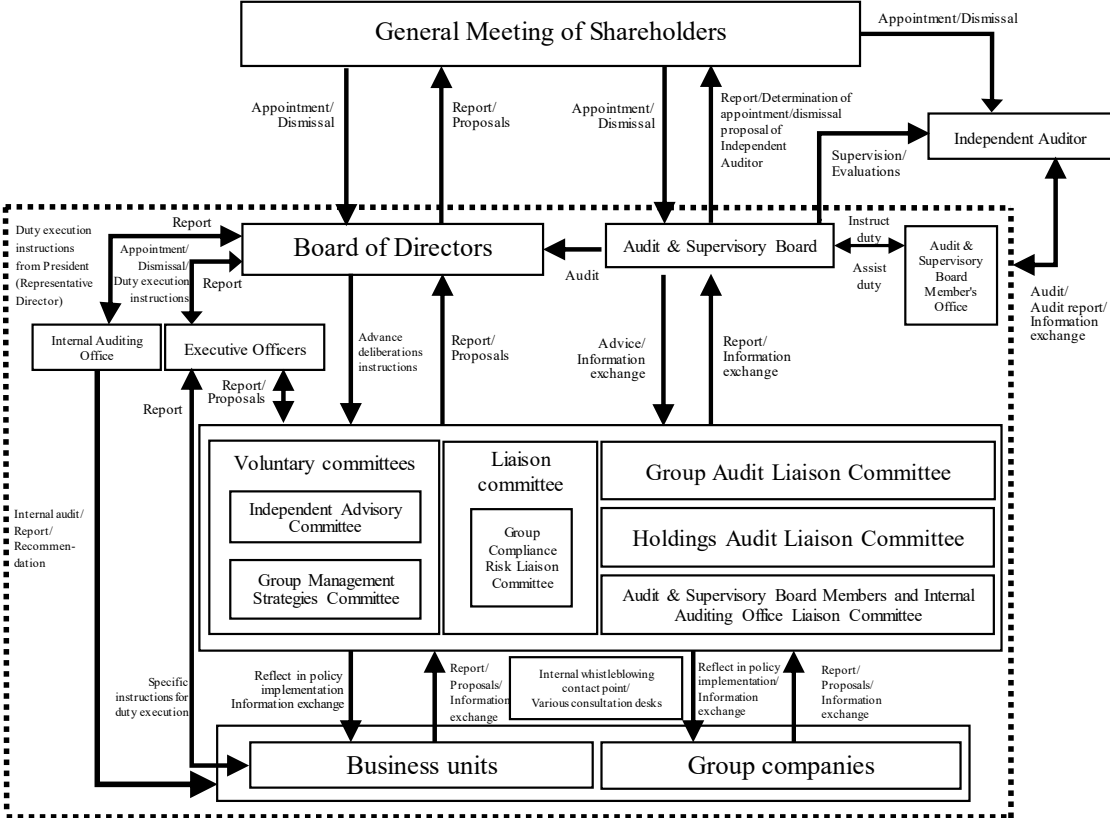 General Meeting of Shareholders
Appointment/Dismissal
Appointment/
Dismissal
Report/
Proposals
Appointment/
Dismissal
Report/Determination of
appointment/dismissal
proposal of
Independent
Auditor
Independent Auditor
Supervision/
Evaluations
Duty execution
instructions
from President
(Representative
Director)
Report
Appointment/
Dismissal/
Duty execution
instructions
Report
Board of Directors
Audit
Audit & Supervisory Board
Instruct
duty
Assist
duty
Audit &
Supervisory
Board
Member's
Office
Audit/
Audit report/
Information
exchange
Internal Auditing
Office
Executive Officers
Advance
deliberations
instructions
Report/
Proposals
Advice/
Information
exchange
Report/
Information
exchange
Report
Report/
Proposals
Voluntary committees
Independent Advisory
Committee
Group Management
Strategies Committee
Liaison
committee
Group
Compliance
Risk Liaison
Committee
Group Audit Liaison Committee
Holdings Audit Liaison Committee
Audit & Supervisory Board Members and Internal
Auditing Office Liaison Committee
Internal audit/
Report/
Recommen-
dation
Specific
instructions for
duty execution
Reflect in policy
implementation
Information exchange
Report/
Proposals/
Information
exchange
Internal whistleblowing
contact point/
Various consultation desks
Reflect in policy
implementation/
Information
exchange
Report/
Proposals/
Information
exchange
Business units
Group companies